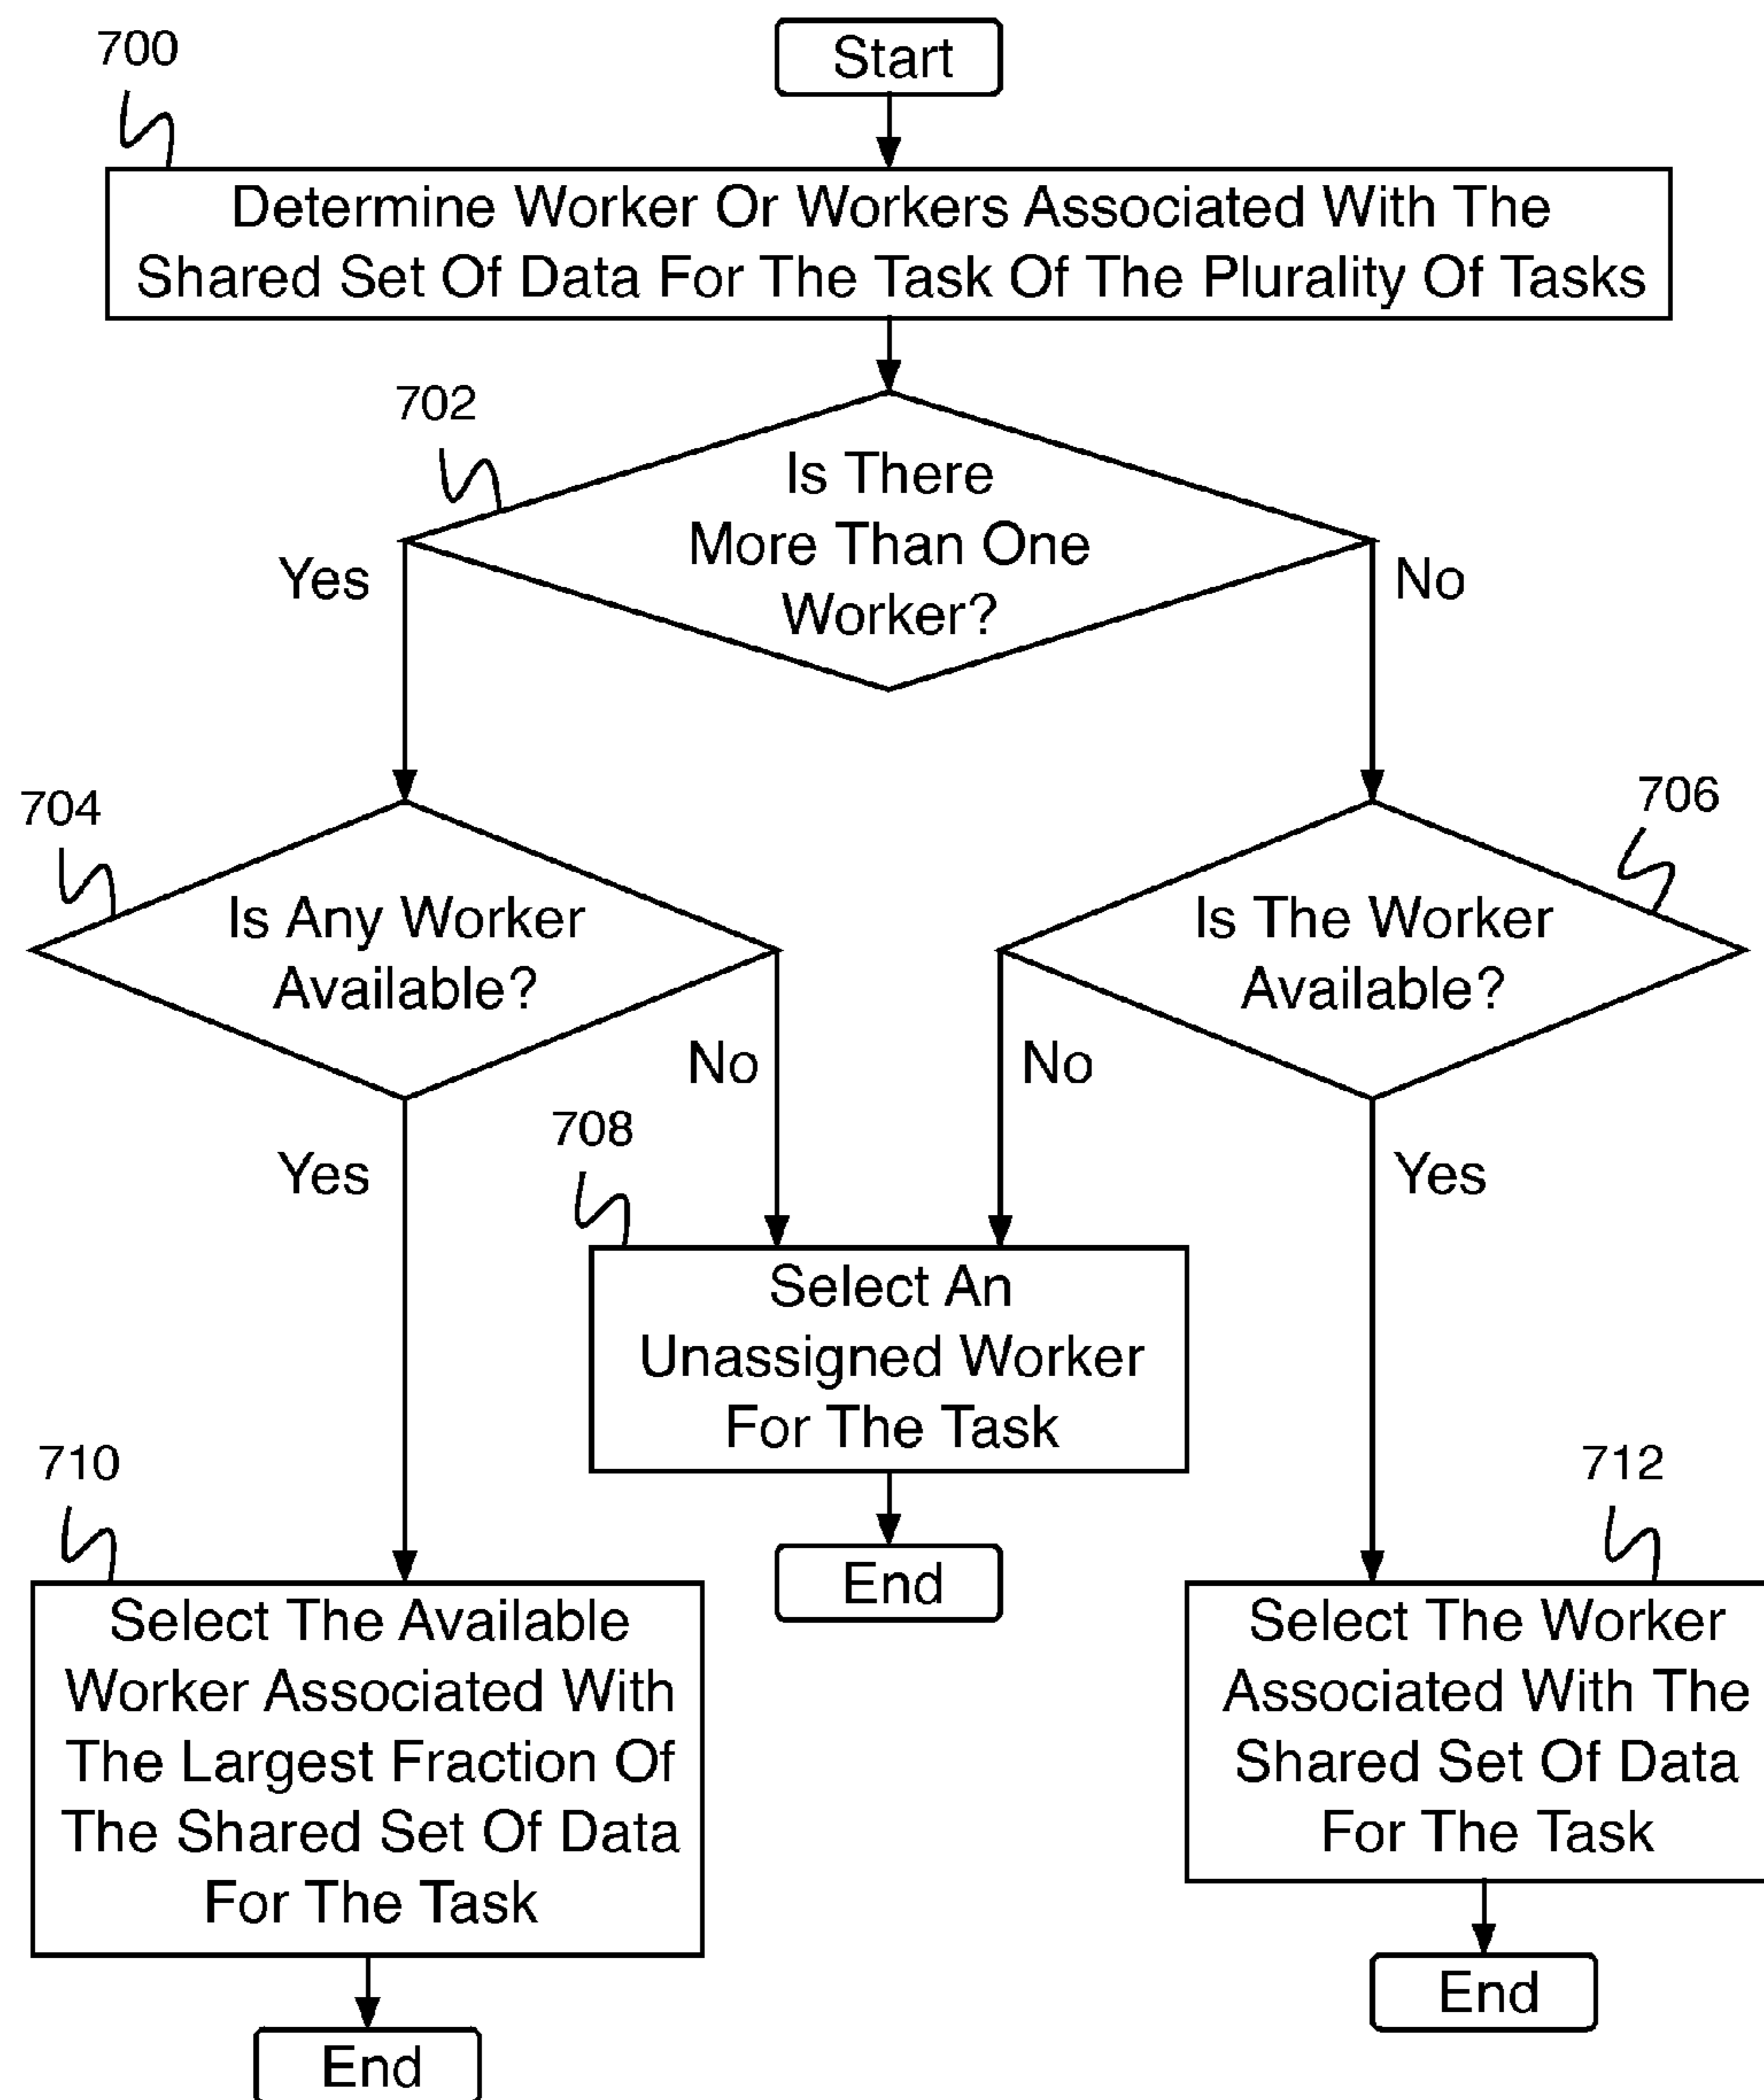 700
Start
Determine Worker Or Workers Associated With The
Shared Set Of Data For The Task Of The Plurality Of Tasks
702
Is There
More Than One
Worker?
Yes
No
704
706
Is Any Worker
Available?
Is The Worker
Available?
No
No
708
Yes
Yes
Select An
Unassigned Worker
For The Task
710
712
End
Select The Available
Worker Associated With
The Largest Fraction Of
The Shared Set Of Data
For The Task
Select The Worker
Associated With The
Shared Set Of Data
For The Task
End
End